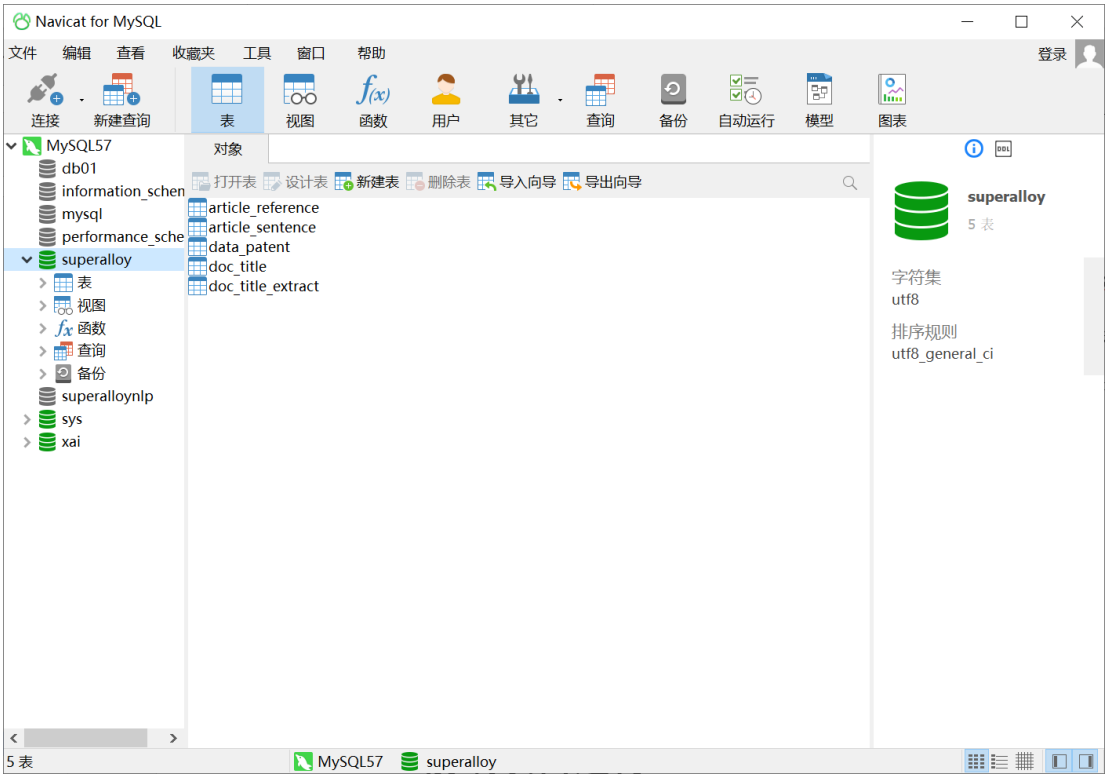 Navicat for MySQL
文件 编辑 查看 收藏夹 工具 窗口 帮助 登录
连接 新建查询 表 视图 函数 用户 其它 查询 备份 自动运行 模型 图表
MySQL57
db01
information_schen
mysql
performance_sche
superalloy
表
视图
函数
查询
备份
superalloynlp
sys
xai
对象
打开表 设计表 新建表 删除表 导入向导 导出向导
article_reference
article_sentence
data_patent
doc_title
doc_title_extract
DDL
superalloy
5 表
字符集
utf8
排序规则
utf8_general_ci
5 表 MySQL57 superalloy